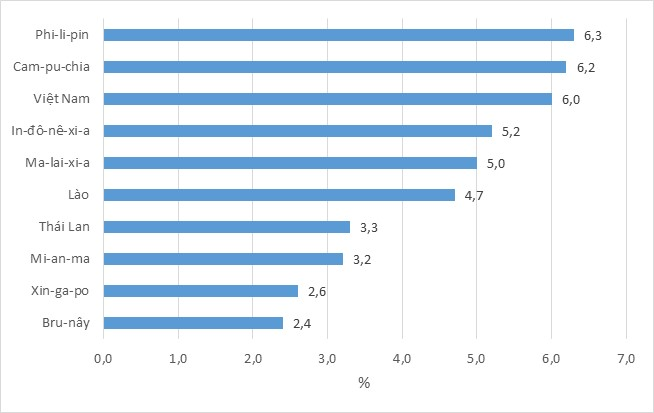 Phi-li-pin 6,3
Cam-pu-chia 6,2
Việt Nam 6,0
In-đô-nê-xi-a 5,2
Ma-lai-xi-a 5,0
Lào 4,7
Thái Lan 3,3
Mi-an-ma 3,2
Xin-ga-po 2,6
Bru-nây 2,4
0,0 1,0 2,0 3,0 4,0 5,0 6,0 7,0
%